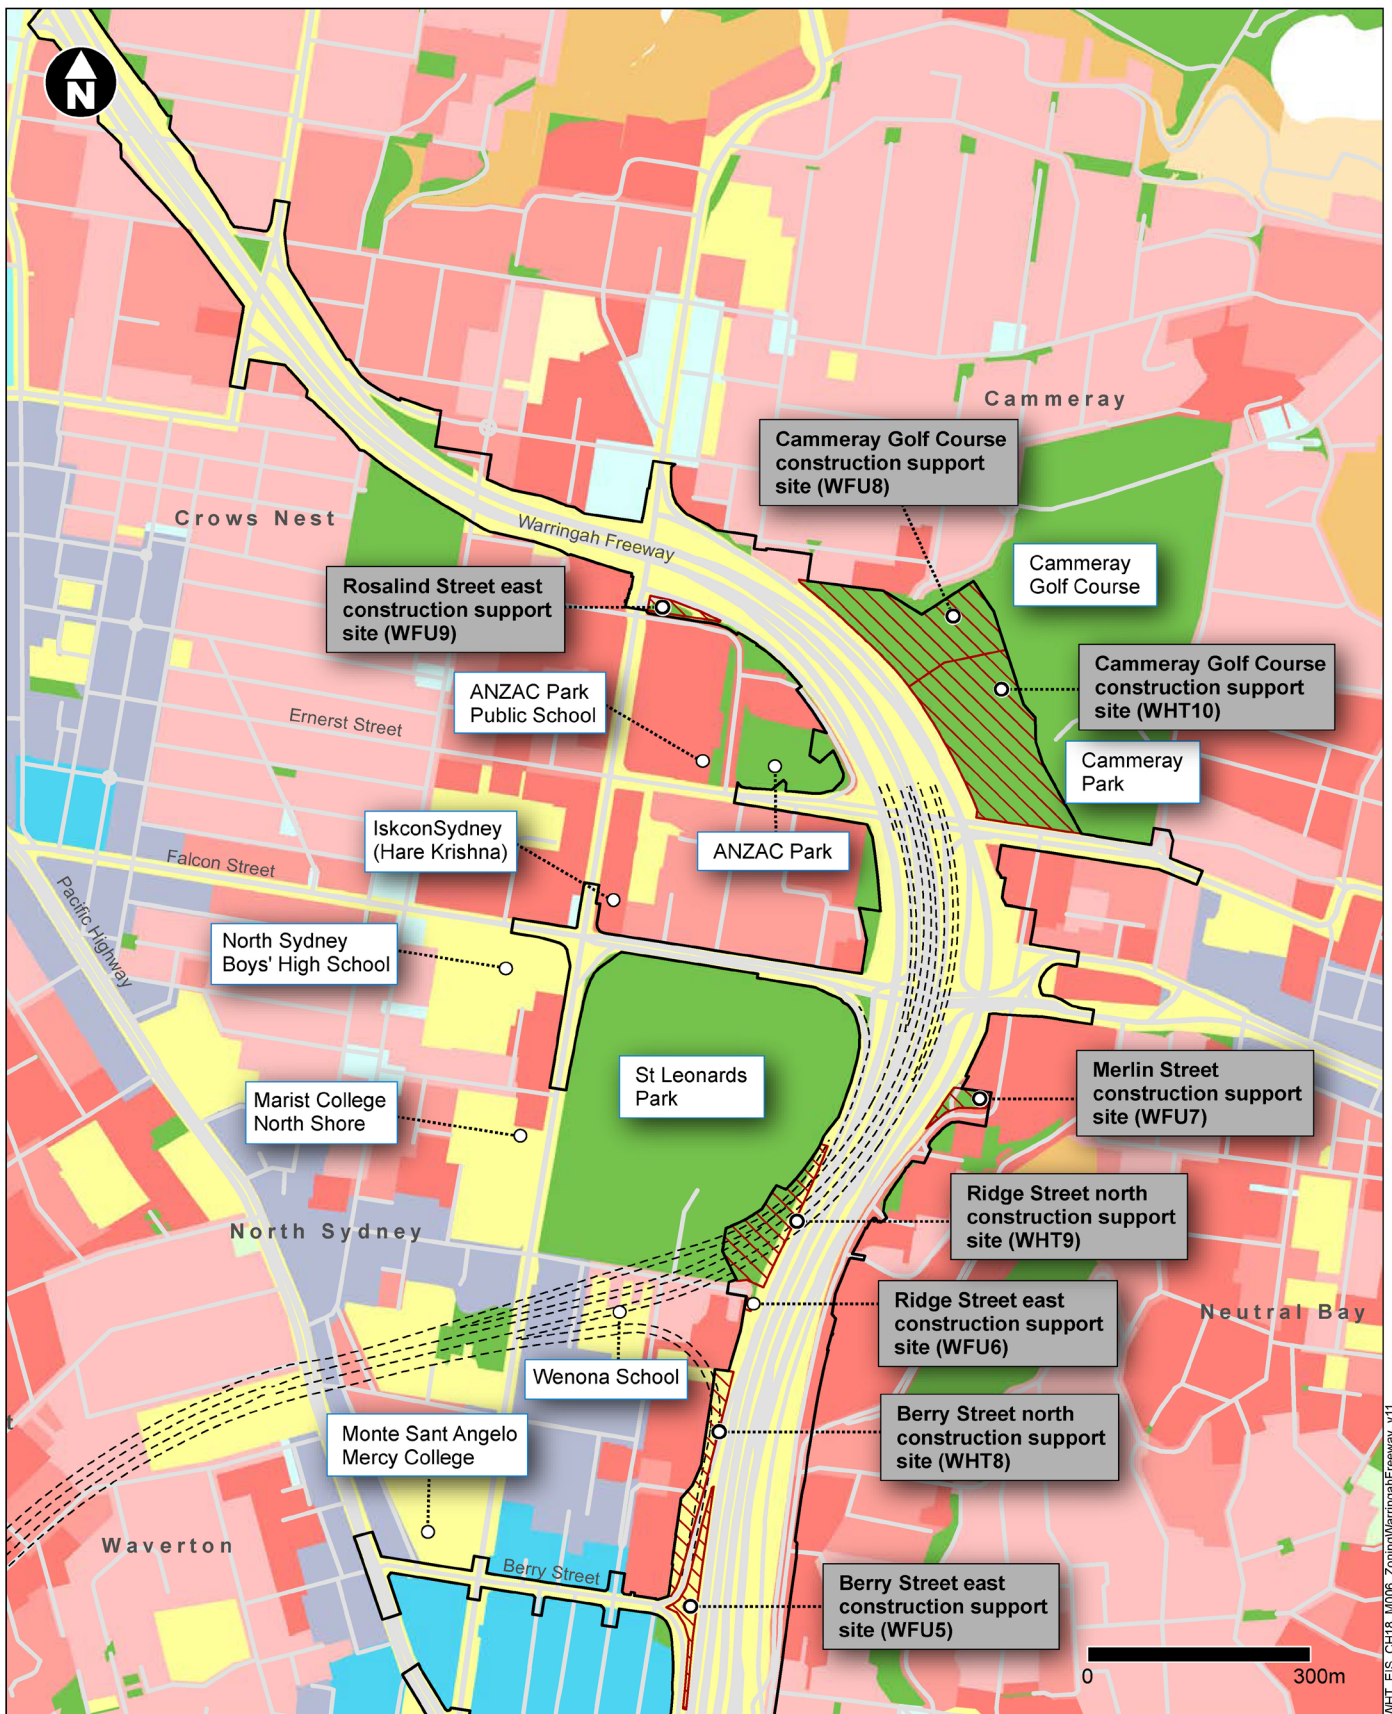 N
Cammeray
Cammeray Golf Course
construction support
site (WFU8)
Crows Nest
Warringah Freeway
Cammeray
Golf Course
Rosalind Street east
construction support
site (WFU9)
Cammeray Golf Course
construction support
site (WHT10)
ANZAC Park
Public School
Ernerst Street
Cammeray
Park
IskconSydney
(Hare Krishna)
ANZAC Park
Falcon Street
Pacific Highway
North Sydney
Boys' High School
St Leonards
Park
Merlin Street
construction support
site (WFU7)
Marist College
North Shore
Ridge Street north
construction support
site (WHT9)
North Sydney
Ridge Street east
construction support
site (WFU6)
Neutral Bay
Wenona School
Berry Street north
construction support
site (WHT8)
t
Monte Sant Angelo
Mercy College
Waverton
Berry Street
Berry Street east
construction support
site (WFU5)
0 300m
WHT_EIS_CH18_M006_ZoningWarringahFreeway_v11